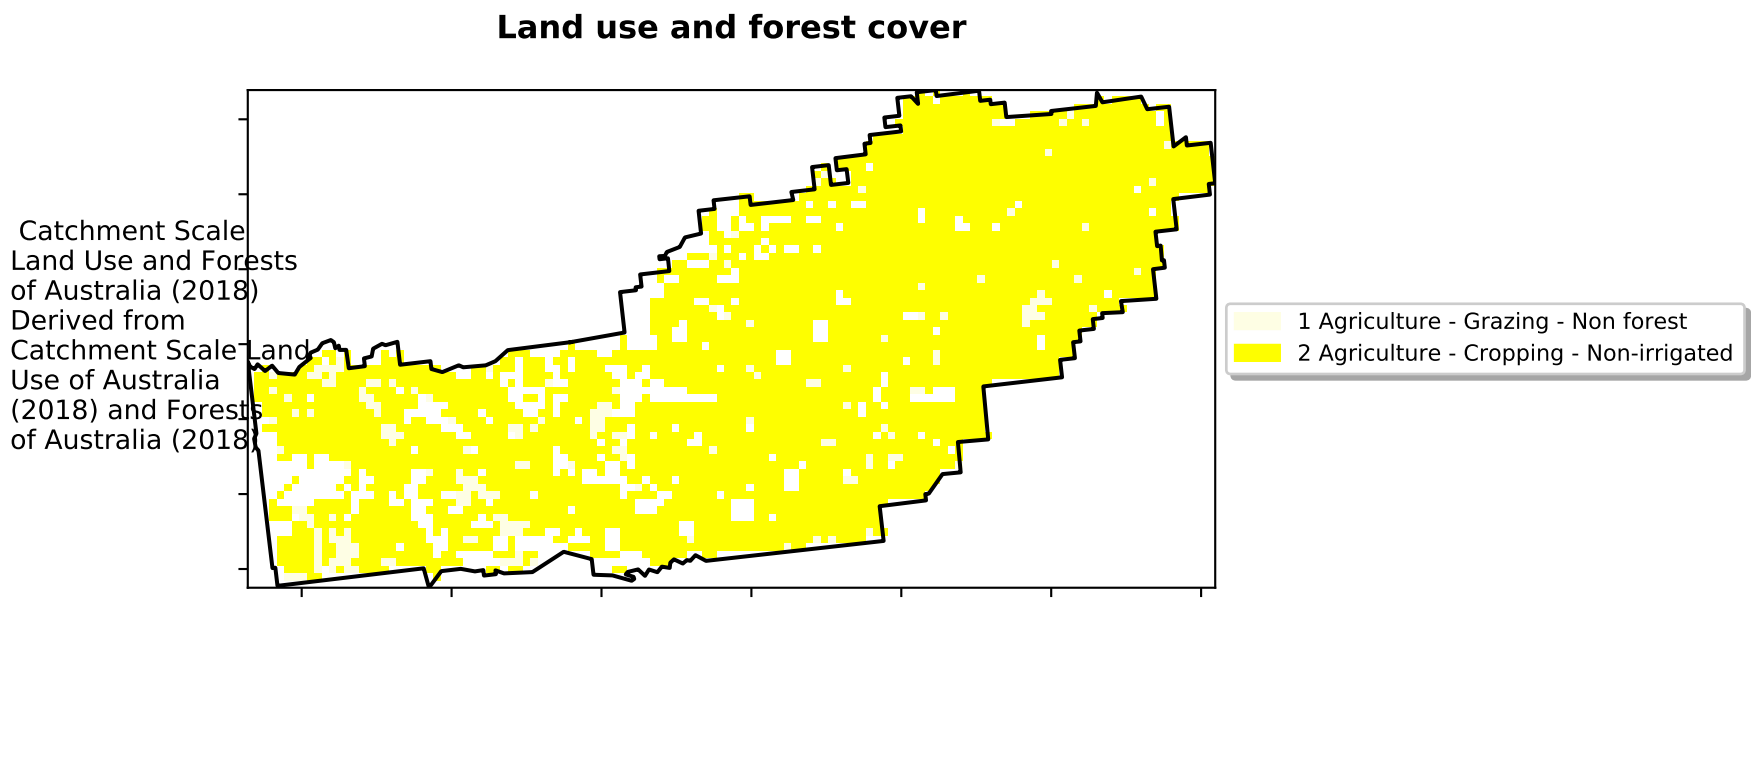 Land use and forest cover
Catchment Scale
Land Use and Forests
of Australia (2018)
Derived from
Catchment Scale Land
Use of Australia
(2018) and Forests
of Australia (2018)
1 Agriculture - Grazing - Non forest
2 Agriculture - Cropping - Non-irrigated